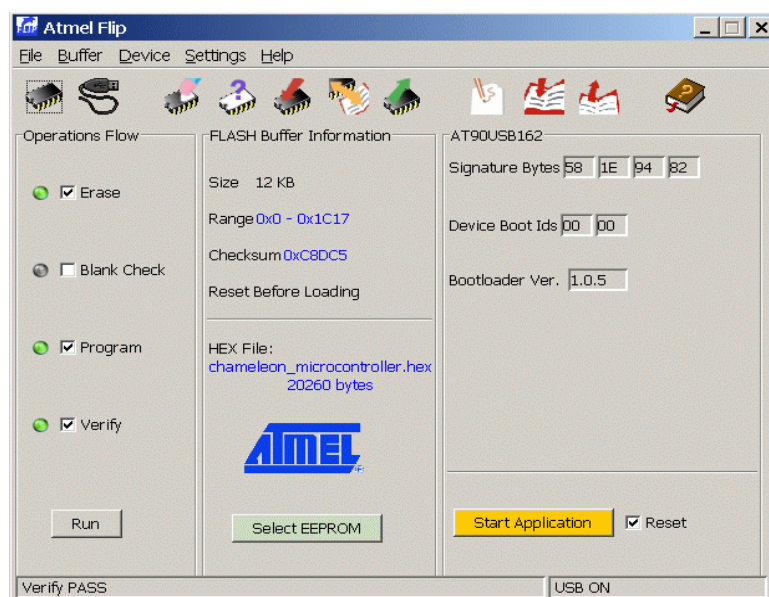 Atmel Flip
File Buffer Device Settings Help
Operations Flow
Erase
Blank Check
Program
Verify
Run
FLASH Buffer Information
Size 12 KB
Range 0x0 - 0x1C17
Checksum 0xC8DC5
Reset Before Loading
HEX File:
chameleon_microcontroller.hex
20260 bytes
ATMEL
Select EEPROM
AT90USB162
Signature Bytes 58 1E 94 82
Device Boot Ids 00 00
Bootloader Ver. 1.0.5
Start Application Reset
Verify PASS
USB ON